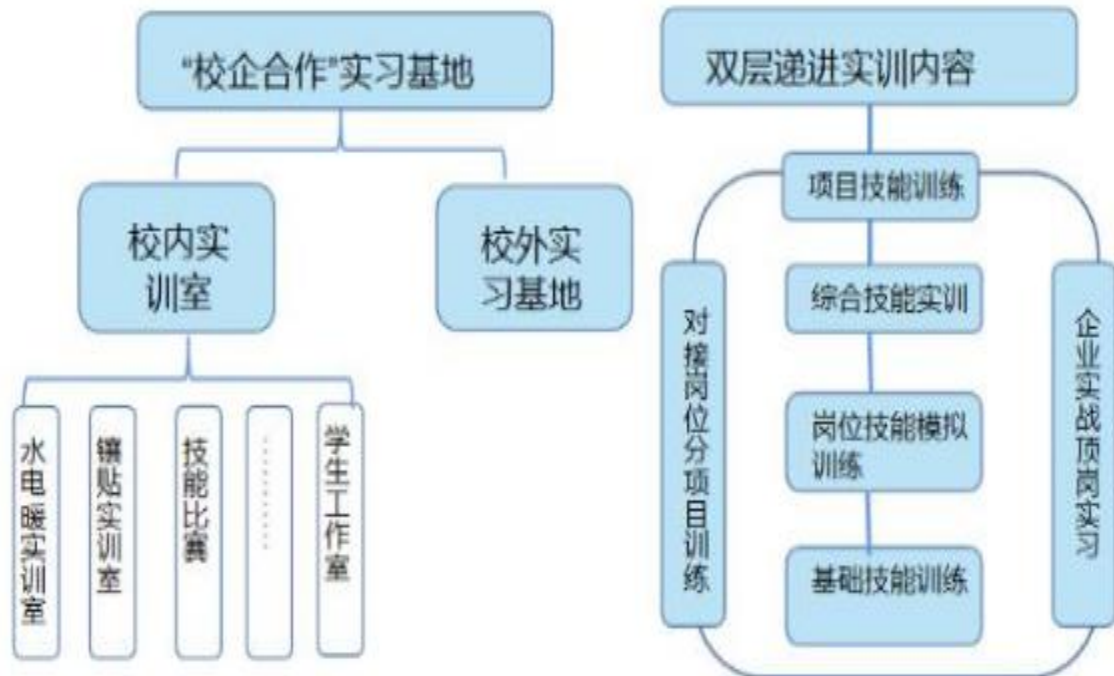 “校企合作”实习基地
校内实
训室
校外实
习基地
水电暖实训室
镶贴实训室
技能比赛
.........
学生工作室
双层递进实训内容
项目技能训练
综合技能实训
岗位技能模拟
训练
基础技能训练
对接岗位分项目训练
企业实战顶岗实习